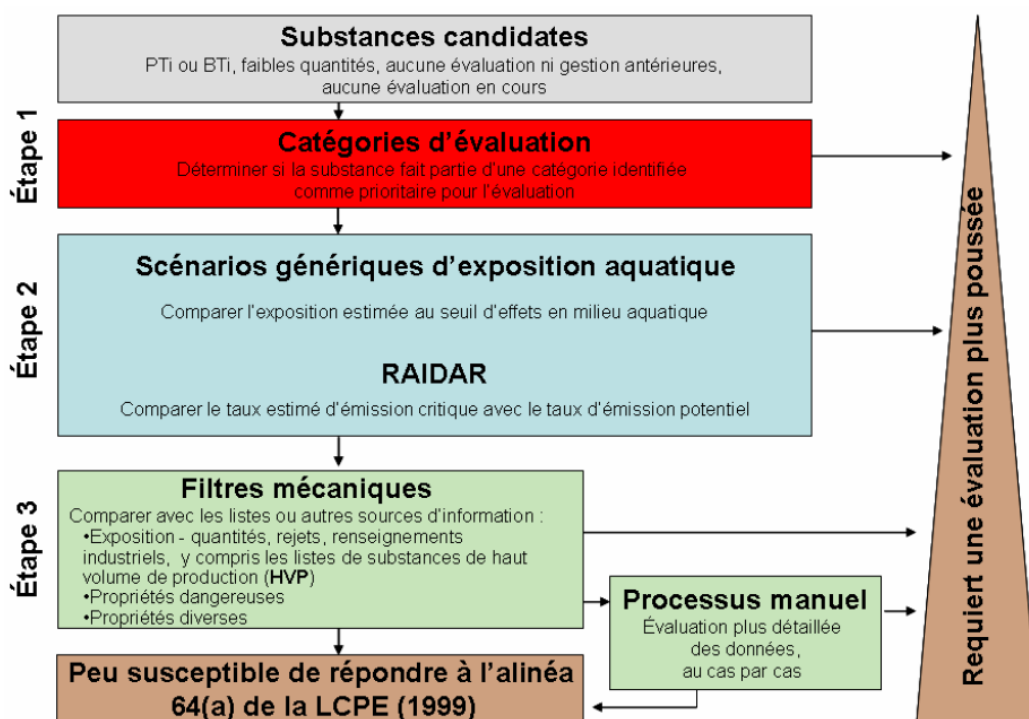 Substances candidates
PTi ou BTi, faibles quantités, aucune évaluation ni gestion antérieures,
aucune évaluation en cours
Étape 1
Catégories d'évaluation
Déterminer si la substance fait partie d'une catégorie identifiée
comme prioritaire pour l'évaluation
Étape 2
Scénarios génériques d'exposition aquatique
Comparer l'exposition estimée au seuil d'effets en milieu aquatique
RAIDAR
Comparer le taux estimé d'émission critique avec le taux d'émission potentiel
Étape 3
Filtres mécaniques
Comparer avec les listes ou autres sources d'information :
•Exposition - quantités, rejets, renseignements
industriels, y compris les listes de substances de haut
volume de production (HVP)
•Propriétés dangereuses
•Propriétés diverses
Processus manuel
Évaluation plus détaillée
des données,
au cas par cas
Peu susceptible de répondre à l'alinéa
64(a) de la LCPE (1999)
Requiert une évaluation plus poussée